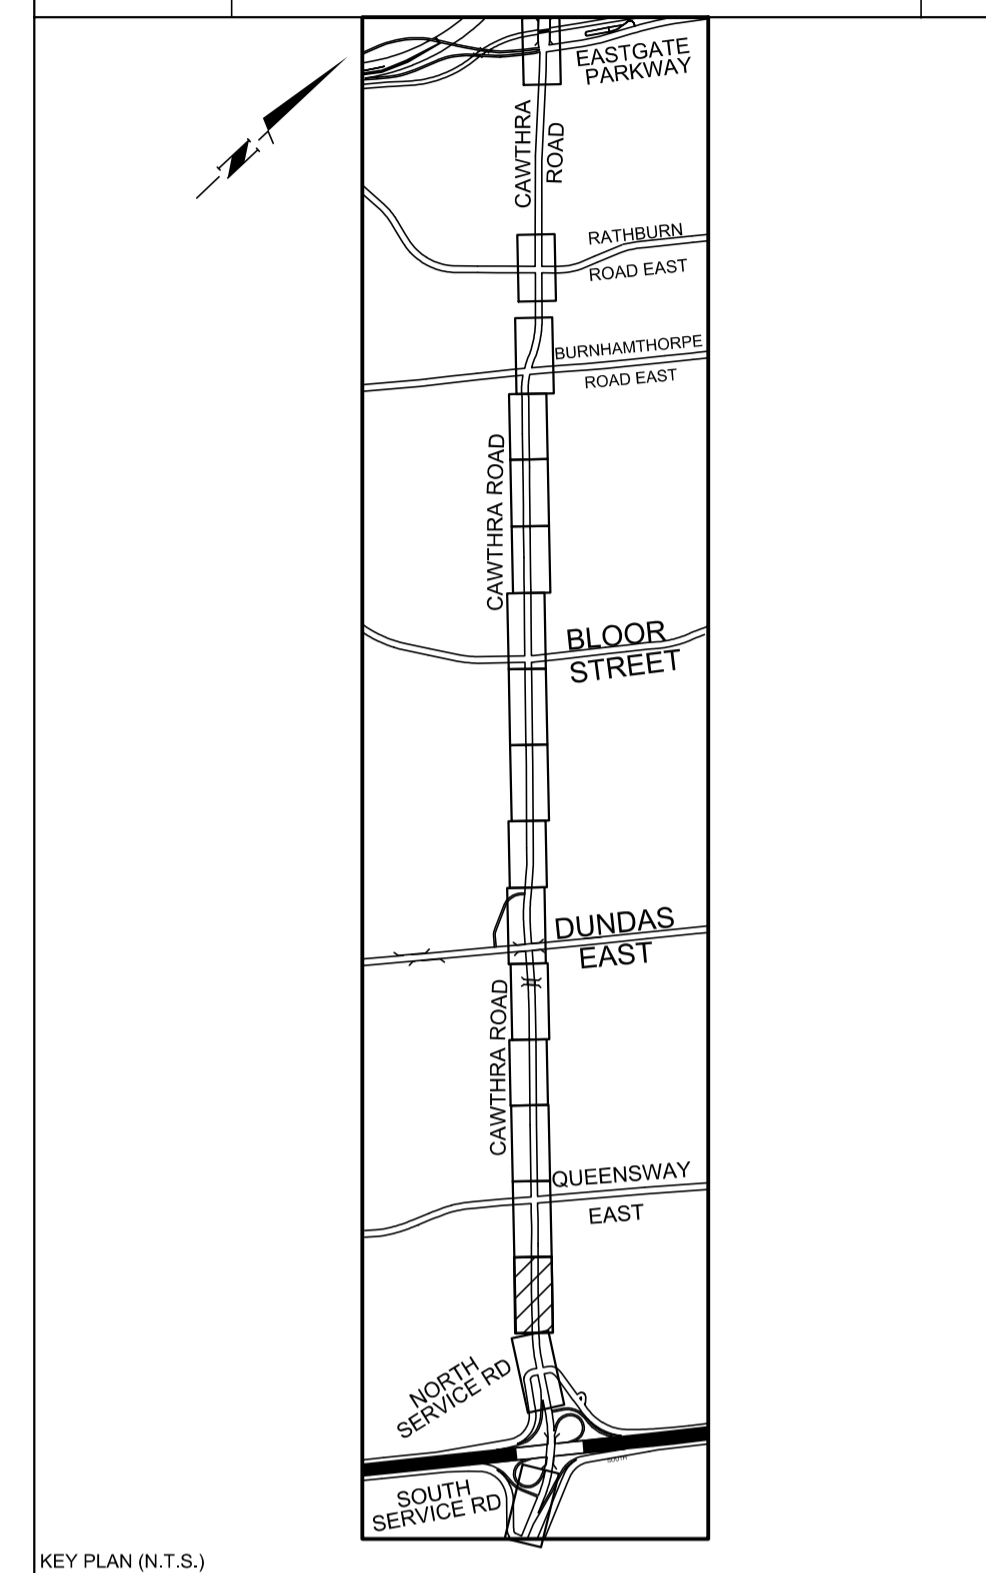 EASTGATE
PARKWAY
CAWTHRA
ROAD
N
RATHBURN
ROAD EAST
BURNHAMTHORPE
ROAD EAST
CAWTHRA ROAD
BLOOR
STREET
DUNDAS
EAST
CAWTHRA ROAD
QUEENSWAY
EAST
NORTH
SERVICE RD
SOUTH
SOUTH
SERVICE RD
KEY PLAN (N.T.S.)